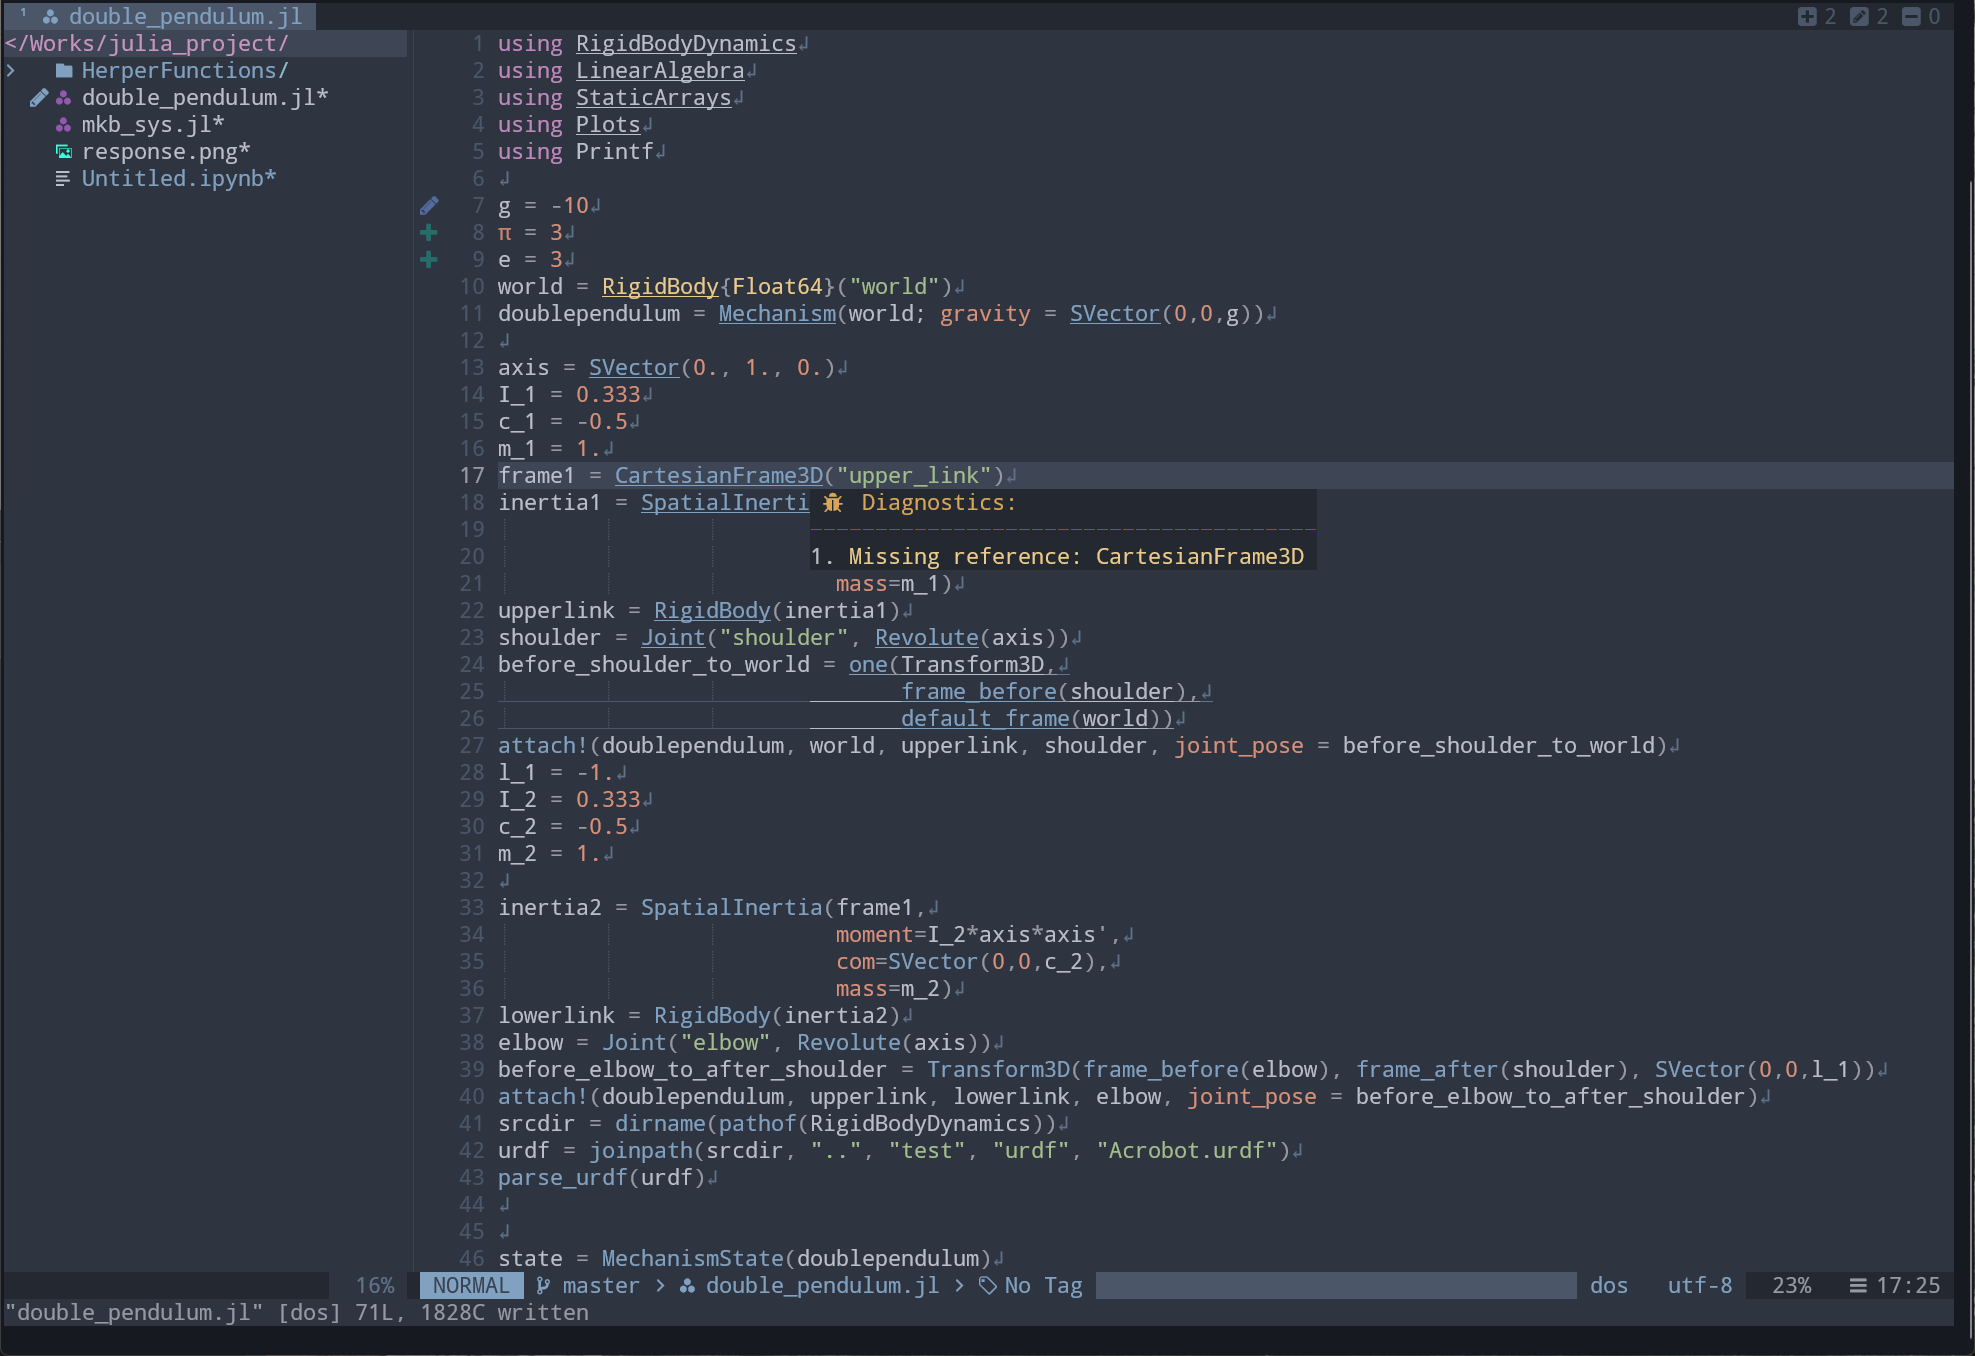 1 double_pendulum.jl
2 2 0
</Works/julia_project/
> HerperFunctions/
double_pendulum.jl*
mkb_sys.jl*
response.png*
Untitled.ipynb*
1 using RigidBodyDynamics↲
2 using LinearAlgebra↲
3 using StaticArrays↲
4 using Plots↲
5 using Printf↲
6 ↲
7 g = -10↲
8 π = 3↲
9 e = 3↲
10 world = RigidBody{Float64}("world")↲
11 doublependulum = Mechanism(world; gravity = SVector(0,0,g))↲
12 ↲
13 axis = SVector(0., 1., 0.)↲
14 I_1 = 0.333↲
15 c_1 = -0.5↲
16 m_1 = 1.↲
17 frame1 = CartesianFrame3D("upper_link")↲
18 inertia1 = SpatialInerti
Diagnostics:
19
20
1. Missing reference: CartesianFrame3D
21 mass=m_1)↲
22 upperlink = RigidBody(inertia1)↲
23 shoulder = Joint("shoulder", Revolute(axis))↲
24 before_shoulder_to_world = one(Transform3D,↲
25 frame_before(shoulder),↲
26 default_frame(world))↲
27 attach!(doublependulum, world, upperlink, shoulder, joint_pose = before_shoulder_to_world)↲
28 l_1 = -1.↲
29 I_2 = 0.333↲
30 c_2 = -0.5↲
31 m_2 = 1.↲
32 ↲
33 inertia2 = SpatialInertia(frame1,↲
34 moment=I_2*axis*axis',↲
35 com=SVector(0,0,c_2),↲
36 mass=m_2)↲
37 lowerlink = RigidBody(inertia2)↲
38 elbow = Joint("elbow", Revolute(axis))↲
39 before_elbow_to_after_shoulder = Transform3D(frame_before(elbow), frame_after(shoulder), SVector(0,0,l_1))↲
40 attach!(doublependulum, upperlink, lowerlink, elbow, joint_pose = before_elbow_to_after_shoulder)↲
41 srcdir = dirname(pathof(RigidBodyDynamics))↲
42 urdf = joinpath(srcdir, "..", "test", "urdf", "Acrobot.urdf")↲
43 parse_urdf(urdf)↲
44 ↲
45 ↲
46 state = MechanismState(doublependulum)↲
16% NORMAL master > double_pendulum.jl > No Tag dos utf-8 23% 17:25
"double_pendulum.jl" [dos] 71L, 1828C written